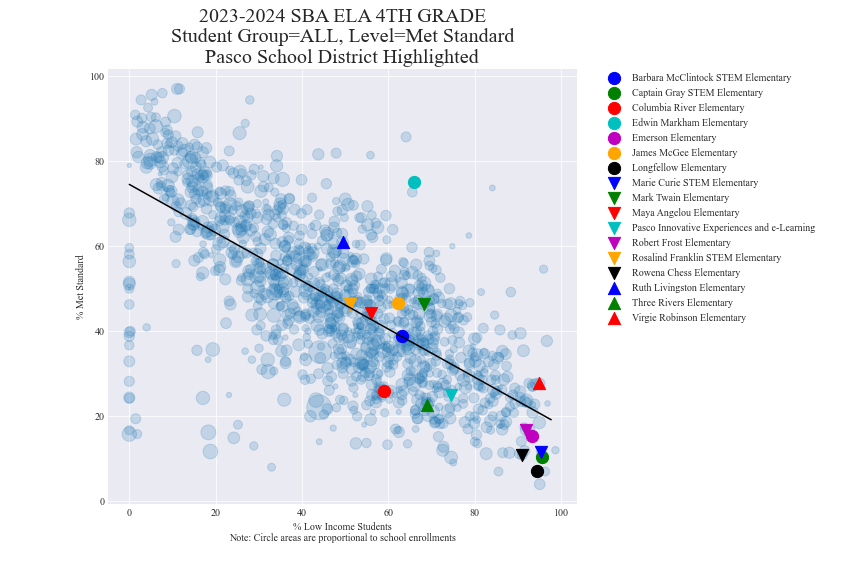 2023-2024 SBA ELA 4TH GRADE
Student Group=ALL, Level=Met Standard
Pasco School District Highlighted
100
80
60
40
20
0
% Met Standard
0 20 40 60 80 100
% Low Income Students
Note: Circle areas are proportional to school enrollments
Barbara McClintock STEM Elementary
Captain Gray STEM Elementary
Columbia River Elementary
Edwin Markham Elementary
Emerson Elementary
James McGee Elementary
Longfellow Elementary
Marie Curie STEM Elementary
Mark Twain Elementary
Maya Angelou Elementary
Pasco Innovative Experiences and e-Learning
Robert Frost Elementary
Rosalind Franklin STEM Elementary
Rowena Chess Elementary
Ruth Livingston Elementary
Three Rivers Elementary
Virgie Robinson Elementary